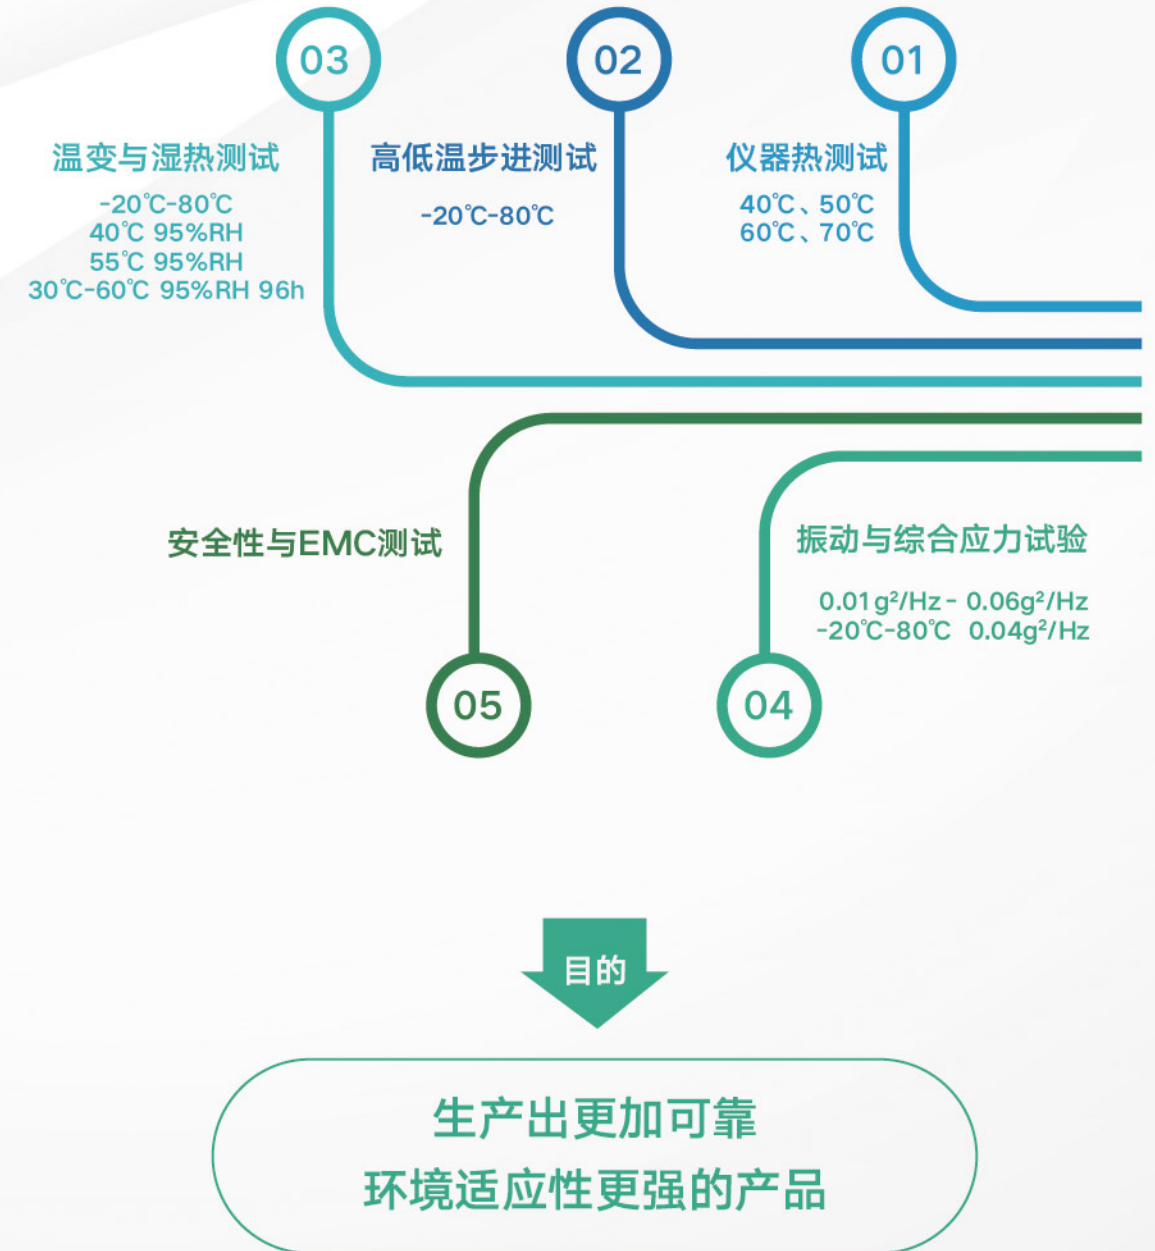 03
温变与湿热测试
-20℃-80℃
40℃ 95%RH
55℃ 95%RH
30℃-60℃ 95%RH 96h
02
高低温步进测试
-20℃-80℃
01
仪器热测试
40℃、50℃
60℃、70℃
安全性与EMC测试
05
振动与综合应力试验
0.01g²/Hz- 0.06g²/Hz
-20℃-80℃ 0.04g²/Hz
04
目的
生产出更加可靠
环境适应性更强的产品